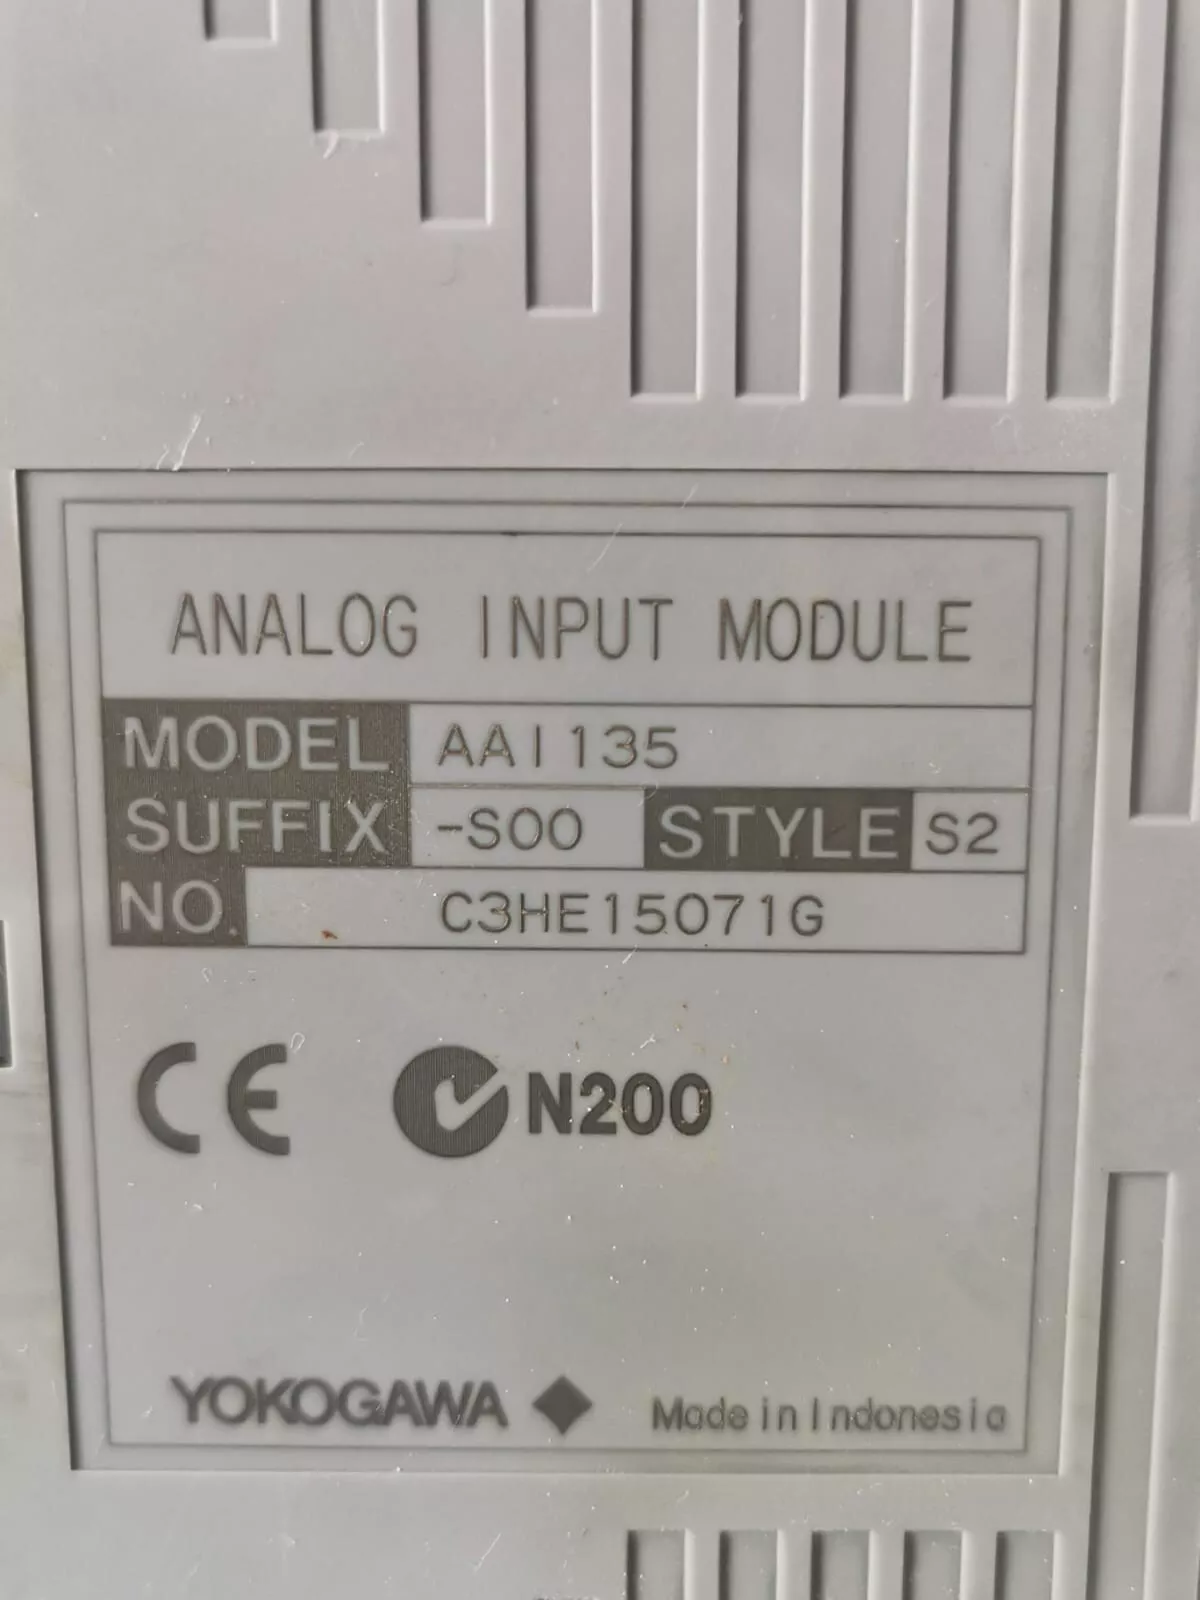 ANALOG INPUT MODULE
MODEL AAI135
SUFFIX -S00 STYLE S2
NO. C3HE15071G
CE N200
YOKOGAWA Made in Indonesia